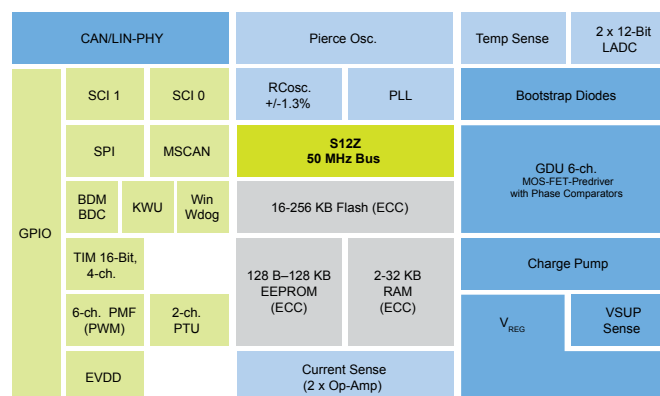 CAN/LIN-PHY
Pierce Osc.
Temp Sense
2 x 12-Bit
LADC
GPIO
SCI 1
SCI 0
RCosc.
+/-1.3%
PLL
Bootstrap Diodes
SPI
MSCAN
S12Z
50 MHz Bus
GDU 6-ch.
MOS-FET-Predriver
with Phase Comparators
BDM
BDC
KWU
Win
Wdog
16-256 KB Flash (ECC)
TIM 16-Bit,
4-ch.
128 B–128 KB
EEPROM
(ECC)
2-32 KB
RAM
(ECC)
Charge Pump
6-ch. PMF
(PWM)
2-ch.
PTU
VREG
VSUP
Sense
EVDD
Current Sense
(2 x Op-Amp)